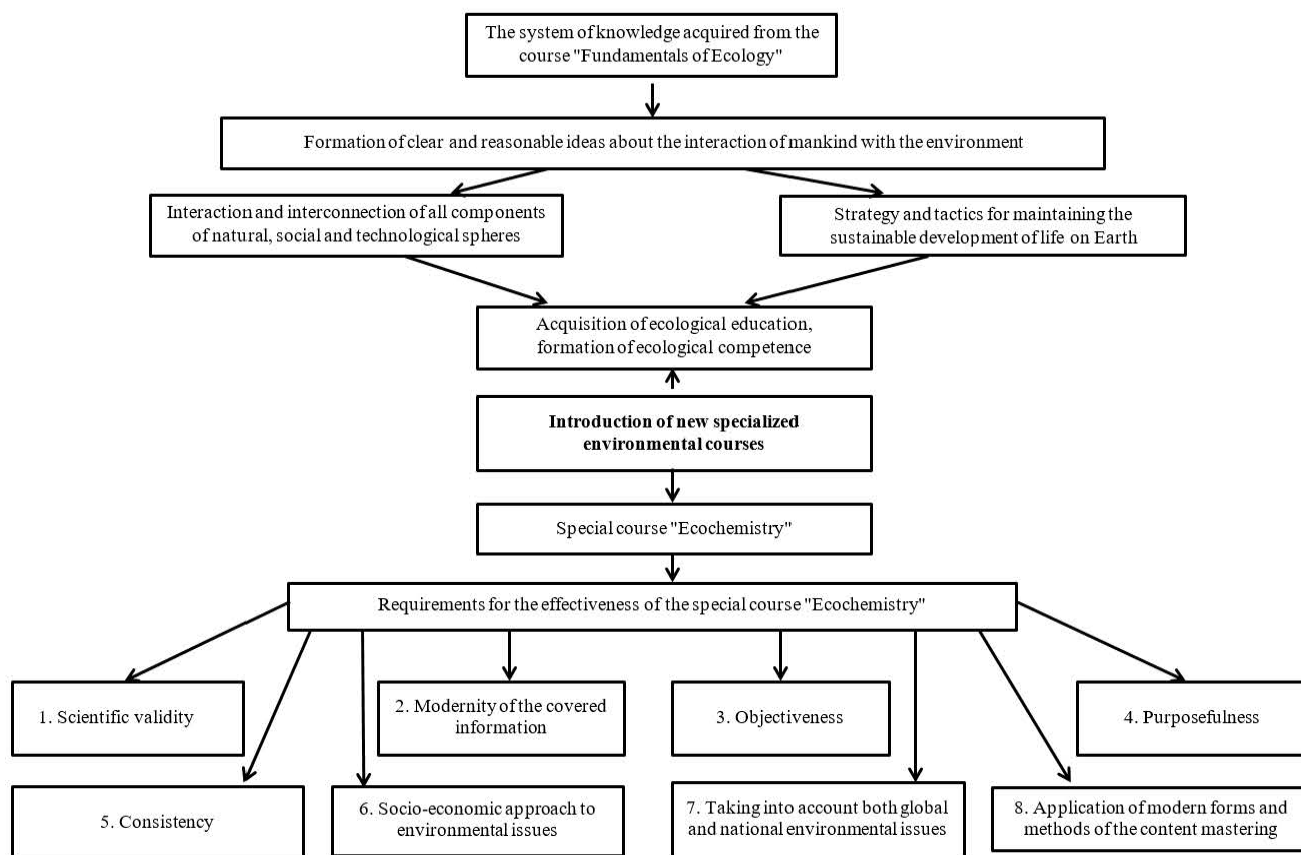 The system of knowledge acquired from the
course "Fundamentals of Ecology"
Formation of clear and reasonable ideas about the interaction of mankind with the environment
Interaction and interconnection of all components
of natural, social and technological spheres
Strategy and tactics for maintaining the
sustainable development of life on Earth
Acquisition of ecological education,
formation of ecological competence
Introduction of new specialized
environmental courses
Special course "Ecochemistry"
Requirements for the effectiveness of the special course "Ecochemistry"
1. Scientific validity
2. Modernity of the covered
information
3. Objectiveness
4. Purposefulness
5. Consistency
6. Socio-economic approach to
environmental issues
7. Taking into account both global
and national environmental issues
8. Application of modern forms and
methods of the content mastering